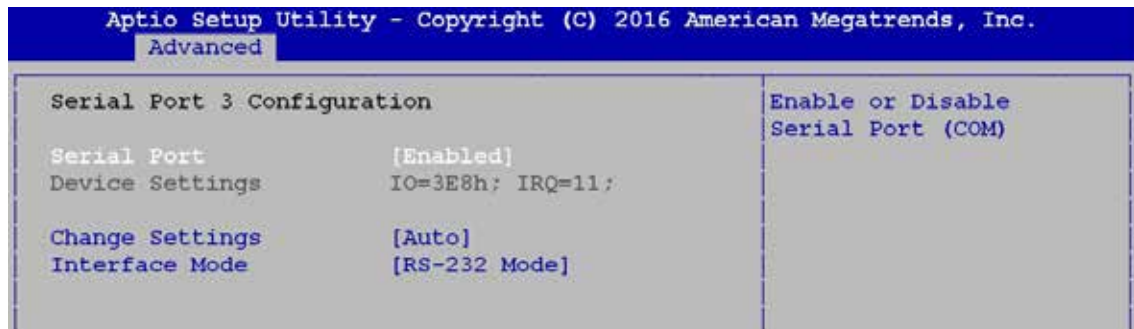 Aptio Setup Utility - Copyright (C) 2016 American Megatrends, Inc.
Advanced
Serial Port 3 Configuration
Serial Port [Enabled]
Device Settings IO=3E8h; IRQ=11;
Change Settings [Auto]
Interface Mode [RS-232 Mode]
Enable or Disable
Serial Port (COM)